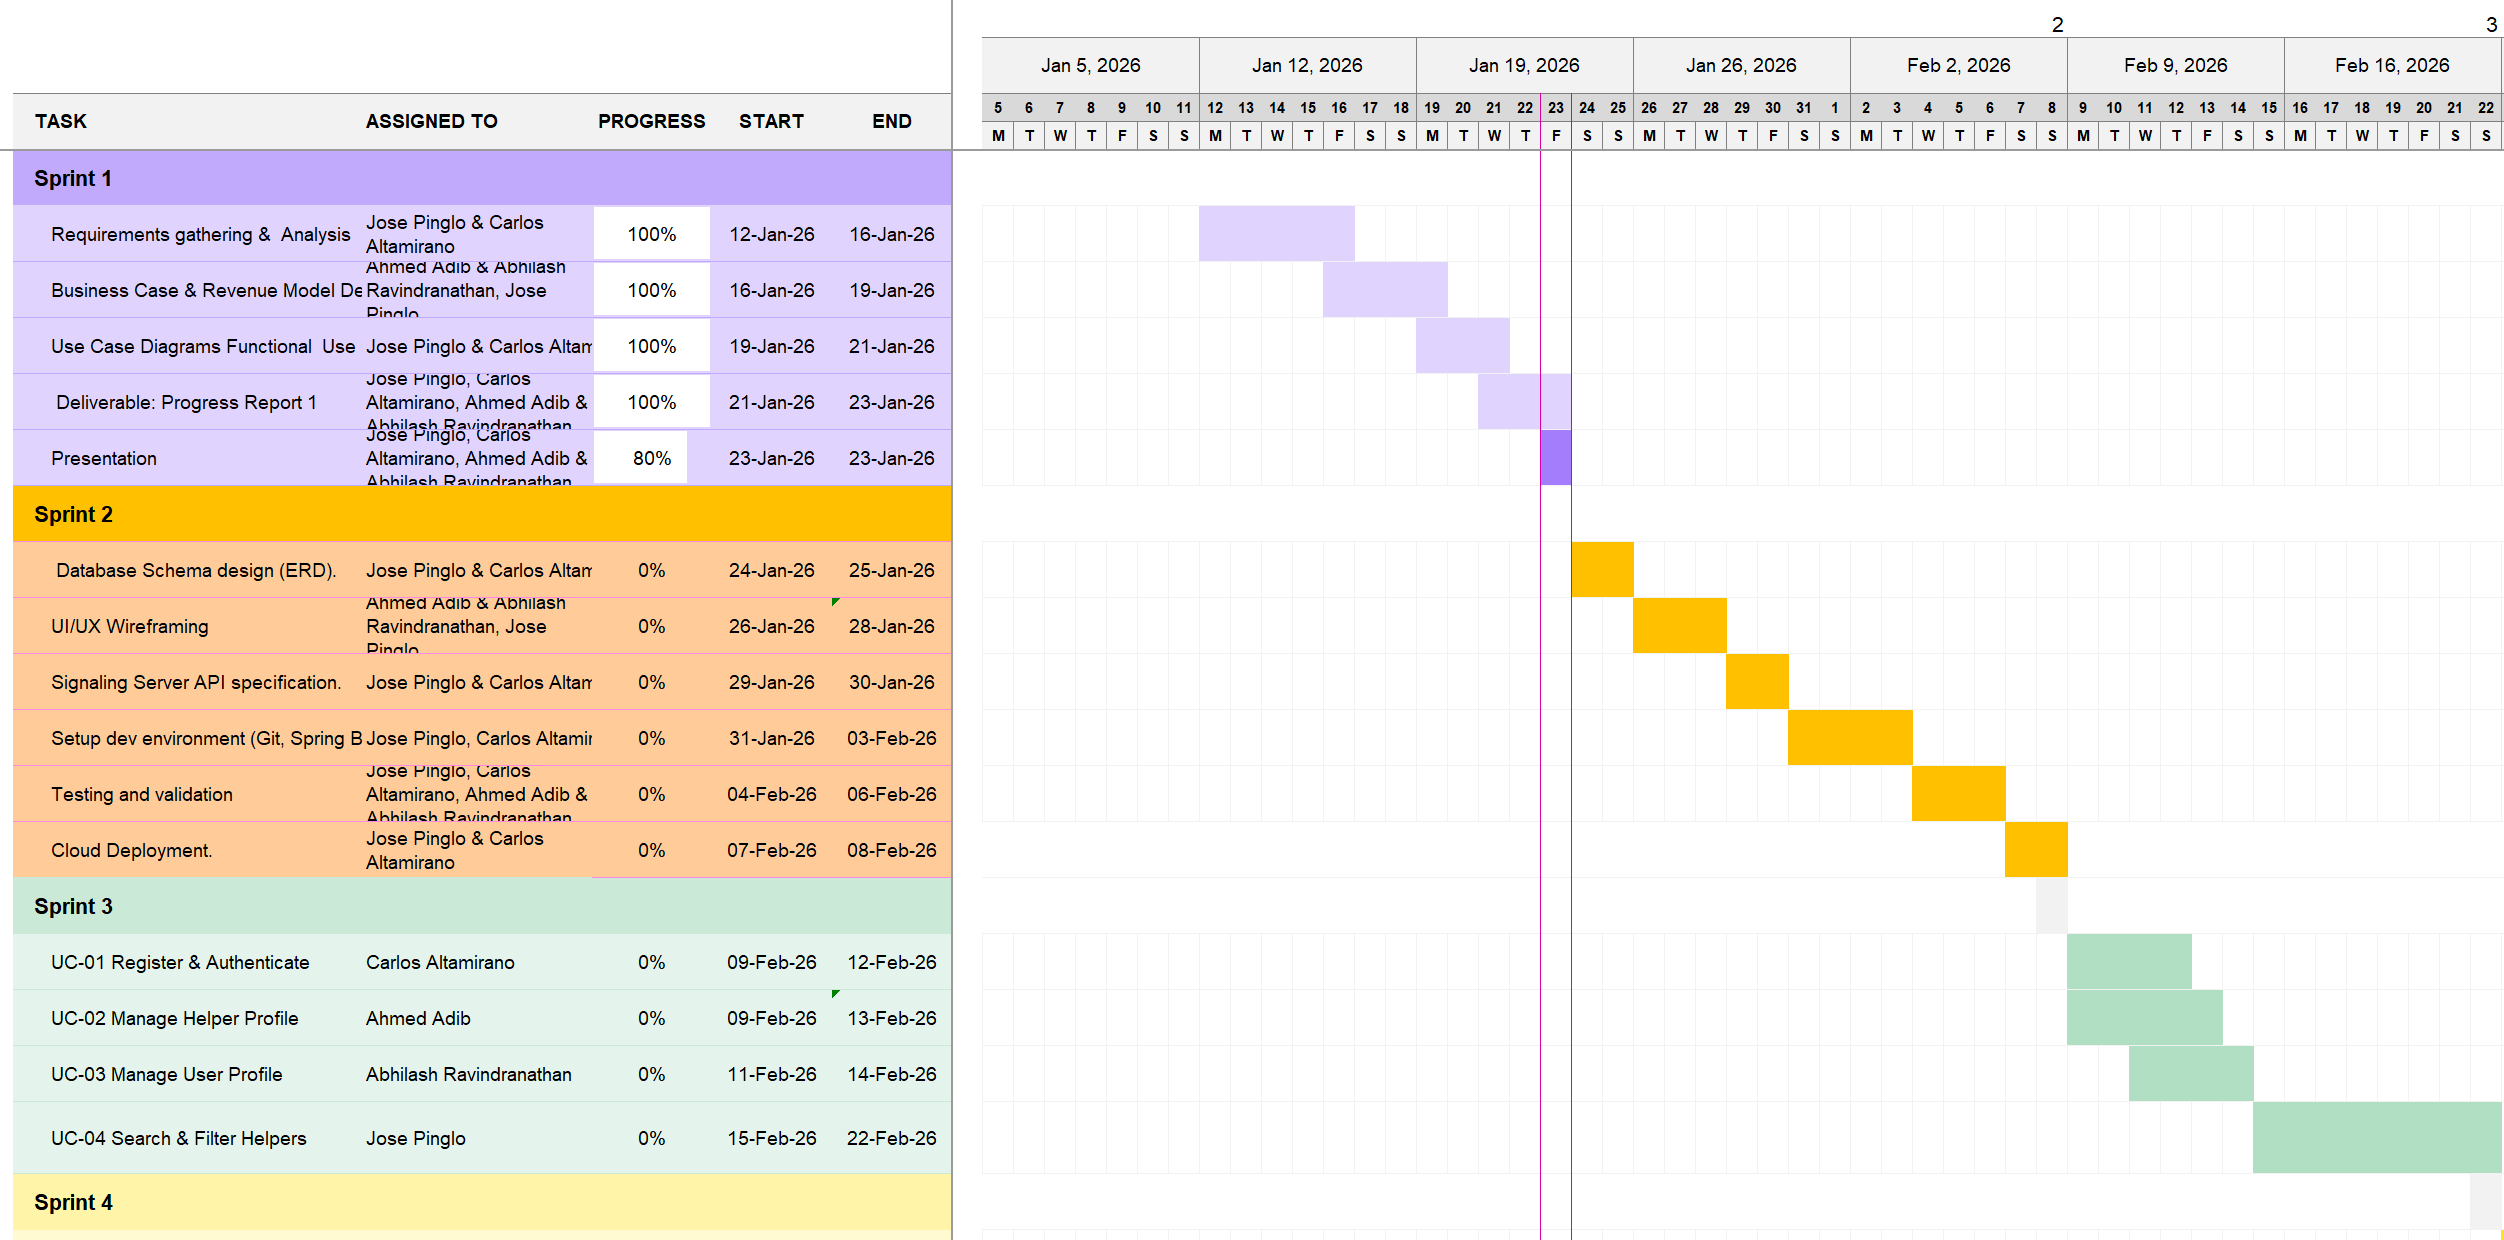 2 3
Jan 5, 2026 Jan 12, 2026 Jan 19, 2026 Jan 26, 2026 Feb 2, 2026 Feb 9, 2026 Feb 16, 2026
5 6 7 8 9 10 11 12 13 14 15 16 17 18 19 20 21 22 23 24 25 26 27 28 29 30 31 1 2 3 4 5 6 7 8 9 10 11 12 13 14 15 16 17 18 19 20 21 22
TASK ASSIGNED TO PROGRESS START END
M T W T F S S M T W T F S S M T W T F S S M T W T F S S M T W T F S S M T W T F S S M T W T F S S
Sprint 1
Requirements gathering &  Analysis Jose Pinglo & Carlos
Altamirano 100% 12-Jan-26 16-Jan-26
Business Case & Revenue Model De Ahmed Adib & Abhilash
Ravindranathan, Jose
Pinglo 100% 16-Jan-26 19-Jan-26
Use Case Diagrams Functional  Use Jose Pinglo & Carlos Altam 100% 19-Jan-26 21-Jan-26
Deliverable: Progress Report 1 Jose Pinglo, Carlos
Altamirano, Ahmed Adib &
Abhilash Ravindranathan 100% 21-Jan-26 23-Jan-26
Presentation Jose Pinglo, Carlos
Altamirano, Ahmed Adib &
Abhilash Ravindranathan 80% 23-Jan-26 23-Jan-26
Sprint 2
Database Schema design (ERD). Jose Pinglo & Carlos Altam 0% 24-Jan-26 25-Jan-26
UI/UX Wireframing Ahmed Adib & Abhilash
Ravindranathan, Jose
Pinglo 0% 26-Jan-26 28-Jan-26
Signaling Server API specification. Jose Pinglo & Carlos Altam 0% 29-Jan-26 30-Jan-26
Setup dev environment (Git, Spring B Jose Pinglo, Carlos Altamir 0% 31-Jan-26 03-Feb-26
Testing and validation Jose Pinglo, Carlos
Altamirano, Ahmed Adib &
Abhilash Ravindranathan 0% 04-Feb-26 06-Feb-26
Cloud Deployment. Jose Pinglo & Carlos
Altamirano 0% 07-Feb-26 08-Feb-26
Sprint 3
UC-01 Register & Authenticate Carlos Altamirano 0% 09-Feb-26 12-Feb-26
UC-02 Manage Helper Profile Ahmed Adib 0% 09-Feb-26 13-Feb-26
UC-03 Manage User Profile Abhilash Ravindranathan 0% 11-Feb-26 14-Feb-26
UC-04 Search & Filter Helpers Jose Pinglo 0% 15-Feb-26 22-Feb-26
Sprint 4